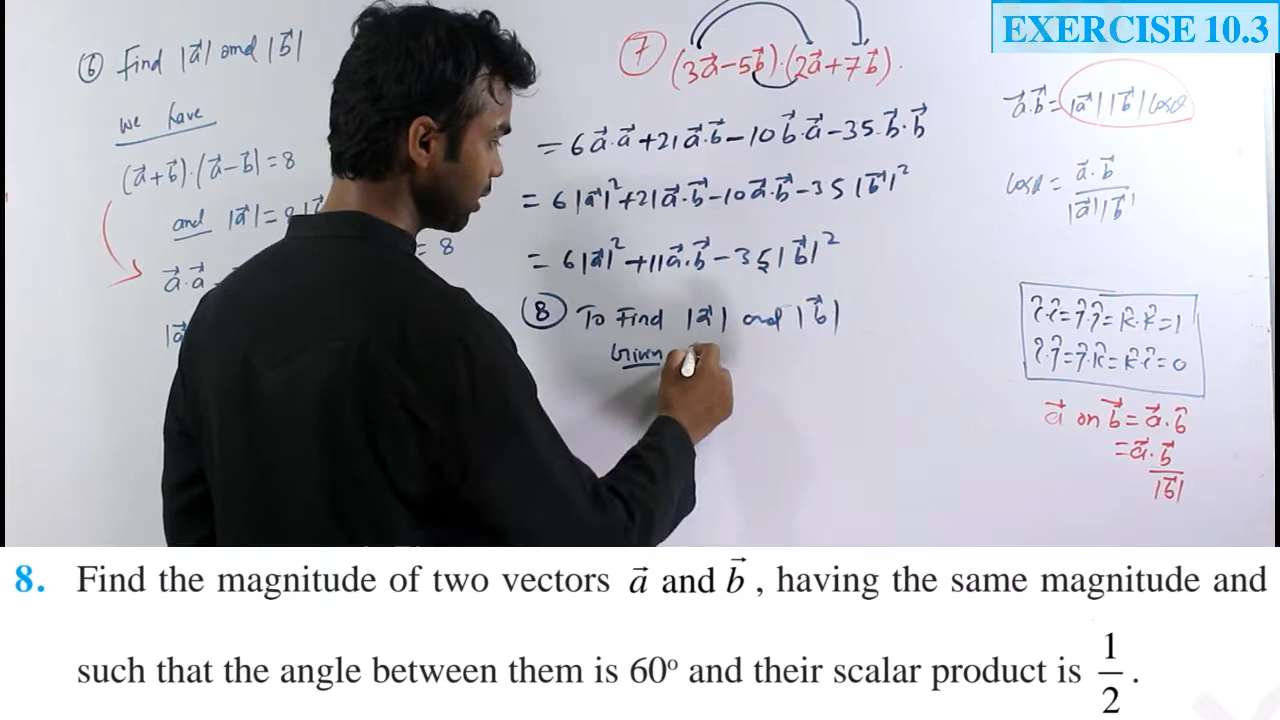 EXERCISE 10.3
⑥ Find |a⃗| and |b⃗|
we have
(a⃗+b⃗)·(a⃗-b⃗|=8
and |a⃗|=8
= 8
a⃗·a⃗ -
⑦ (3a⃗-5b⃗)·(2a⃗+7b⃗).
= 6a⃗·a⃗+21a⃗·b⃗-10b⃗·a⃗-35·b⃗·b⃗
= 6|a⃗|²+21a⃗·b⃗-10a⃗·b⃗-35|b⃗|²
= 6|a⃗|²+11a⃗·b⃗-35|b⃗|²
⑧ To Find |a⃗| and |b⃗|
Given
a⃗·b⃗=|a⃗||b⃗|cosθ
cosθ = a⃗·b⃗
|a⃗||b⃗|
î·î=ĵ·ĵ=k̂·k̂=1
î·ĵ=ĵ·k̂=k̂·î=0
a⃗ on b⃗=a⃗·b̂
=a⃗·b⃗
|b⃗|
8. Find the magnitude of two vectors a⃗ and b⃗, having the same magnitude and
such that the angle between them is 60° and their scalar product is 1/2.